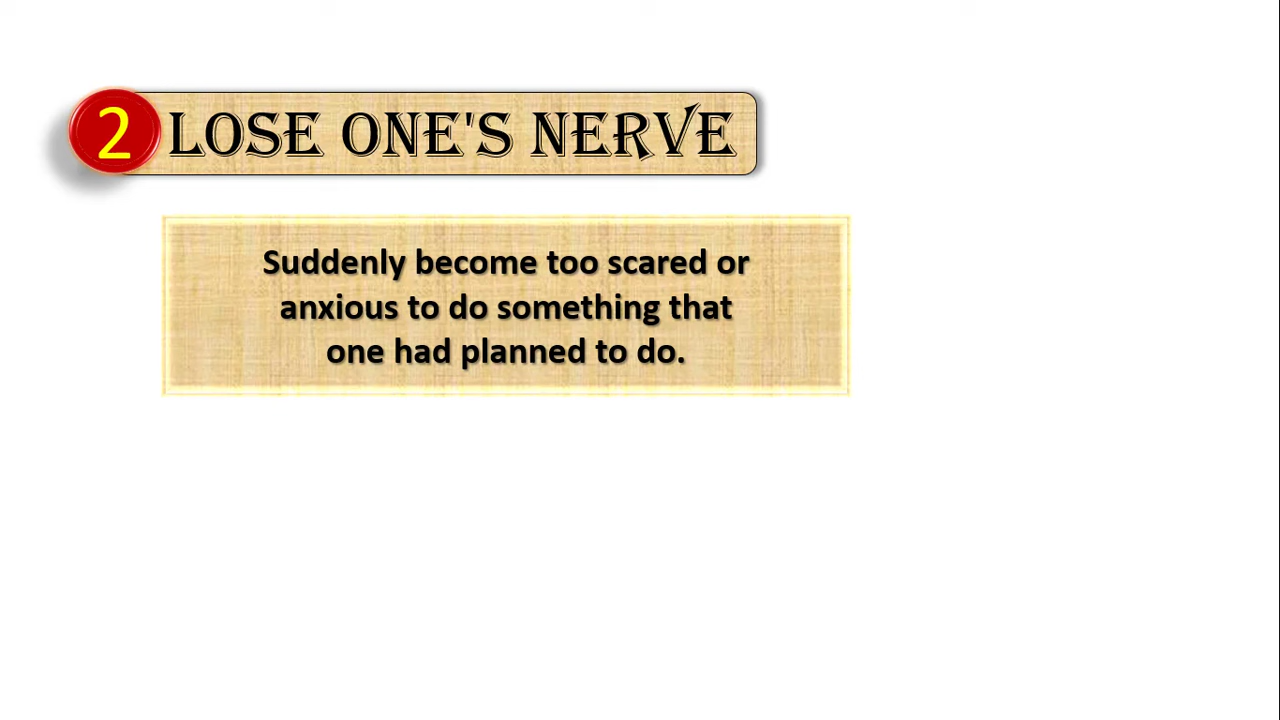 2 LOSE ONE'S NERVE
Suddenly become too scared or
anxious to do something that
one had planned to do.